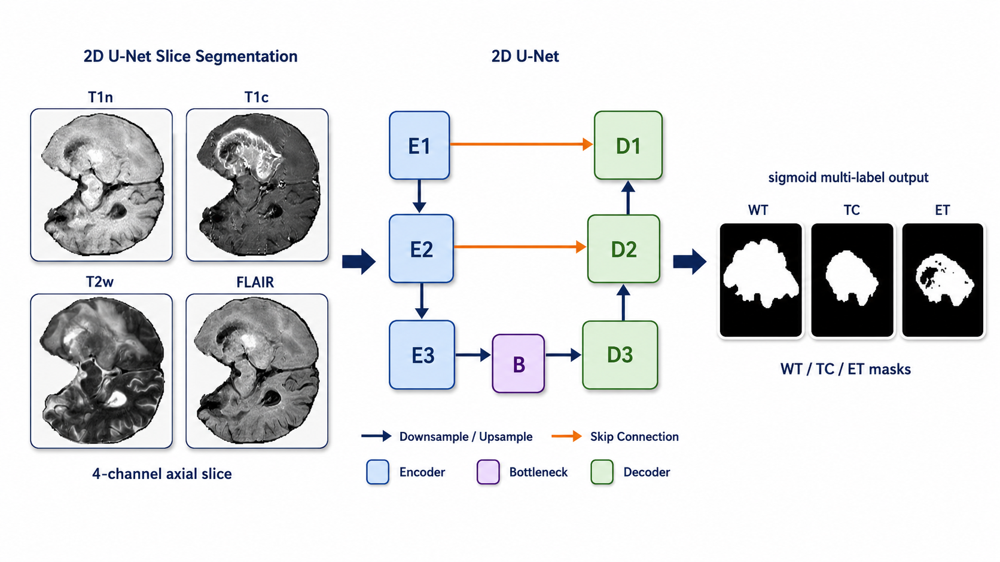 2D U-Net Slice Segmentation
2D U-Net
T1n
T1c
T2w
FLAIR
4-channel axial slice
E1
D1
E2
D2
E3
B
D3
Downsample / Upsample
Skip Connection
Encoder
Bottleneck
Decoder
sigmoid multi-label output
WT
TC
ET
WT / TC / ET masks